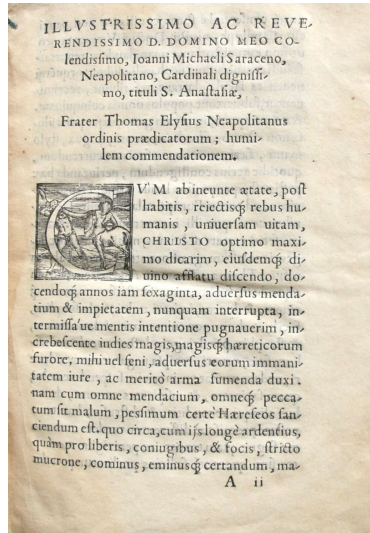 ILLVSTRISSIMO AC REVE-
RENDISSIMO D. DOMINO MEO CO-
lendissimo, Ioanni Michaeli Saraceno,
Neapolitano, Cardinali dignissi-
mo, tituli S. Anastasiæ,
Frater Thomas Elysius Neapolitanus
ordinis prædicatorum; humi-
lem commendationem.
CVM ab ineunte ætate, post
habitis, reiectisq; rebus hu-
manis, uniuersam uitam,
CHRISTO optimo maxi-
mo dicarim, eiusdemq; di-
uino afflatu discendo, do-
cendoq; annos iam sexaginta, aduersus menda-
tium & impietatem, nunquam interrupta, in-
termissa'ue mentis intentione pugnauerim, in-
crebescente indies magis, magisq; hæreticorum
furore, mihi uel seni, aduersus eorum immani-
tatem iure, ac meritò arma sumenda duxi.
nam cum omne mendacium, omneq; pecca-
tum sit malum, pessimum certè Hæreseos san-
ciendum est. quo circa, cum ijs longè ardentius,
quàm pro liberis, coniugibus, & focis, stricto
mucrone, cominus, eminusq; certandum, ma-
A ii